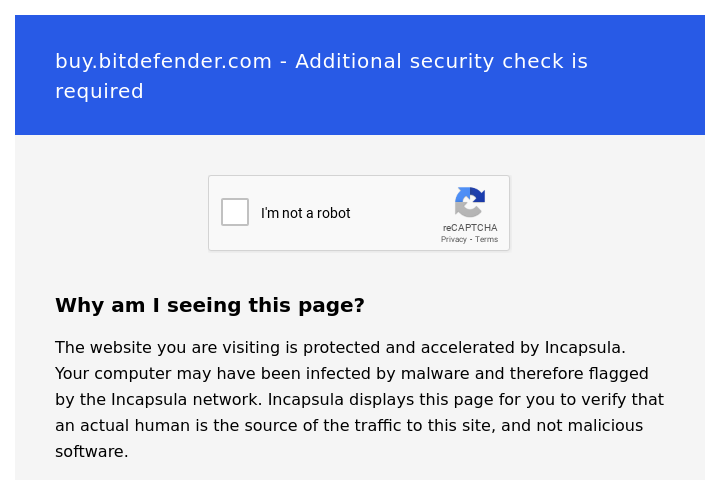 buy.bitdefender.com - Additional security check is
required
I'm not a robot
reCAPTCHA
Privacy - Terms
Why am I seeing this page?
The website you are visiting is protected and accelerated by Incapsula.
Your computer may have been infected by malware and therefore flagged
by the Incapsula network. Incapsula displays this page for you to verify that
an actual human is the source of the traffic to this site, and not malicious
software.